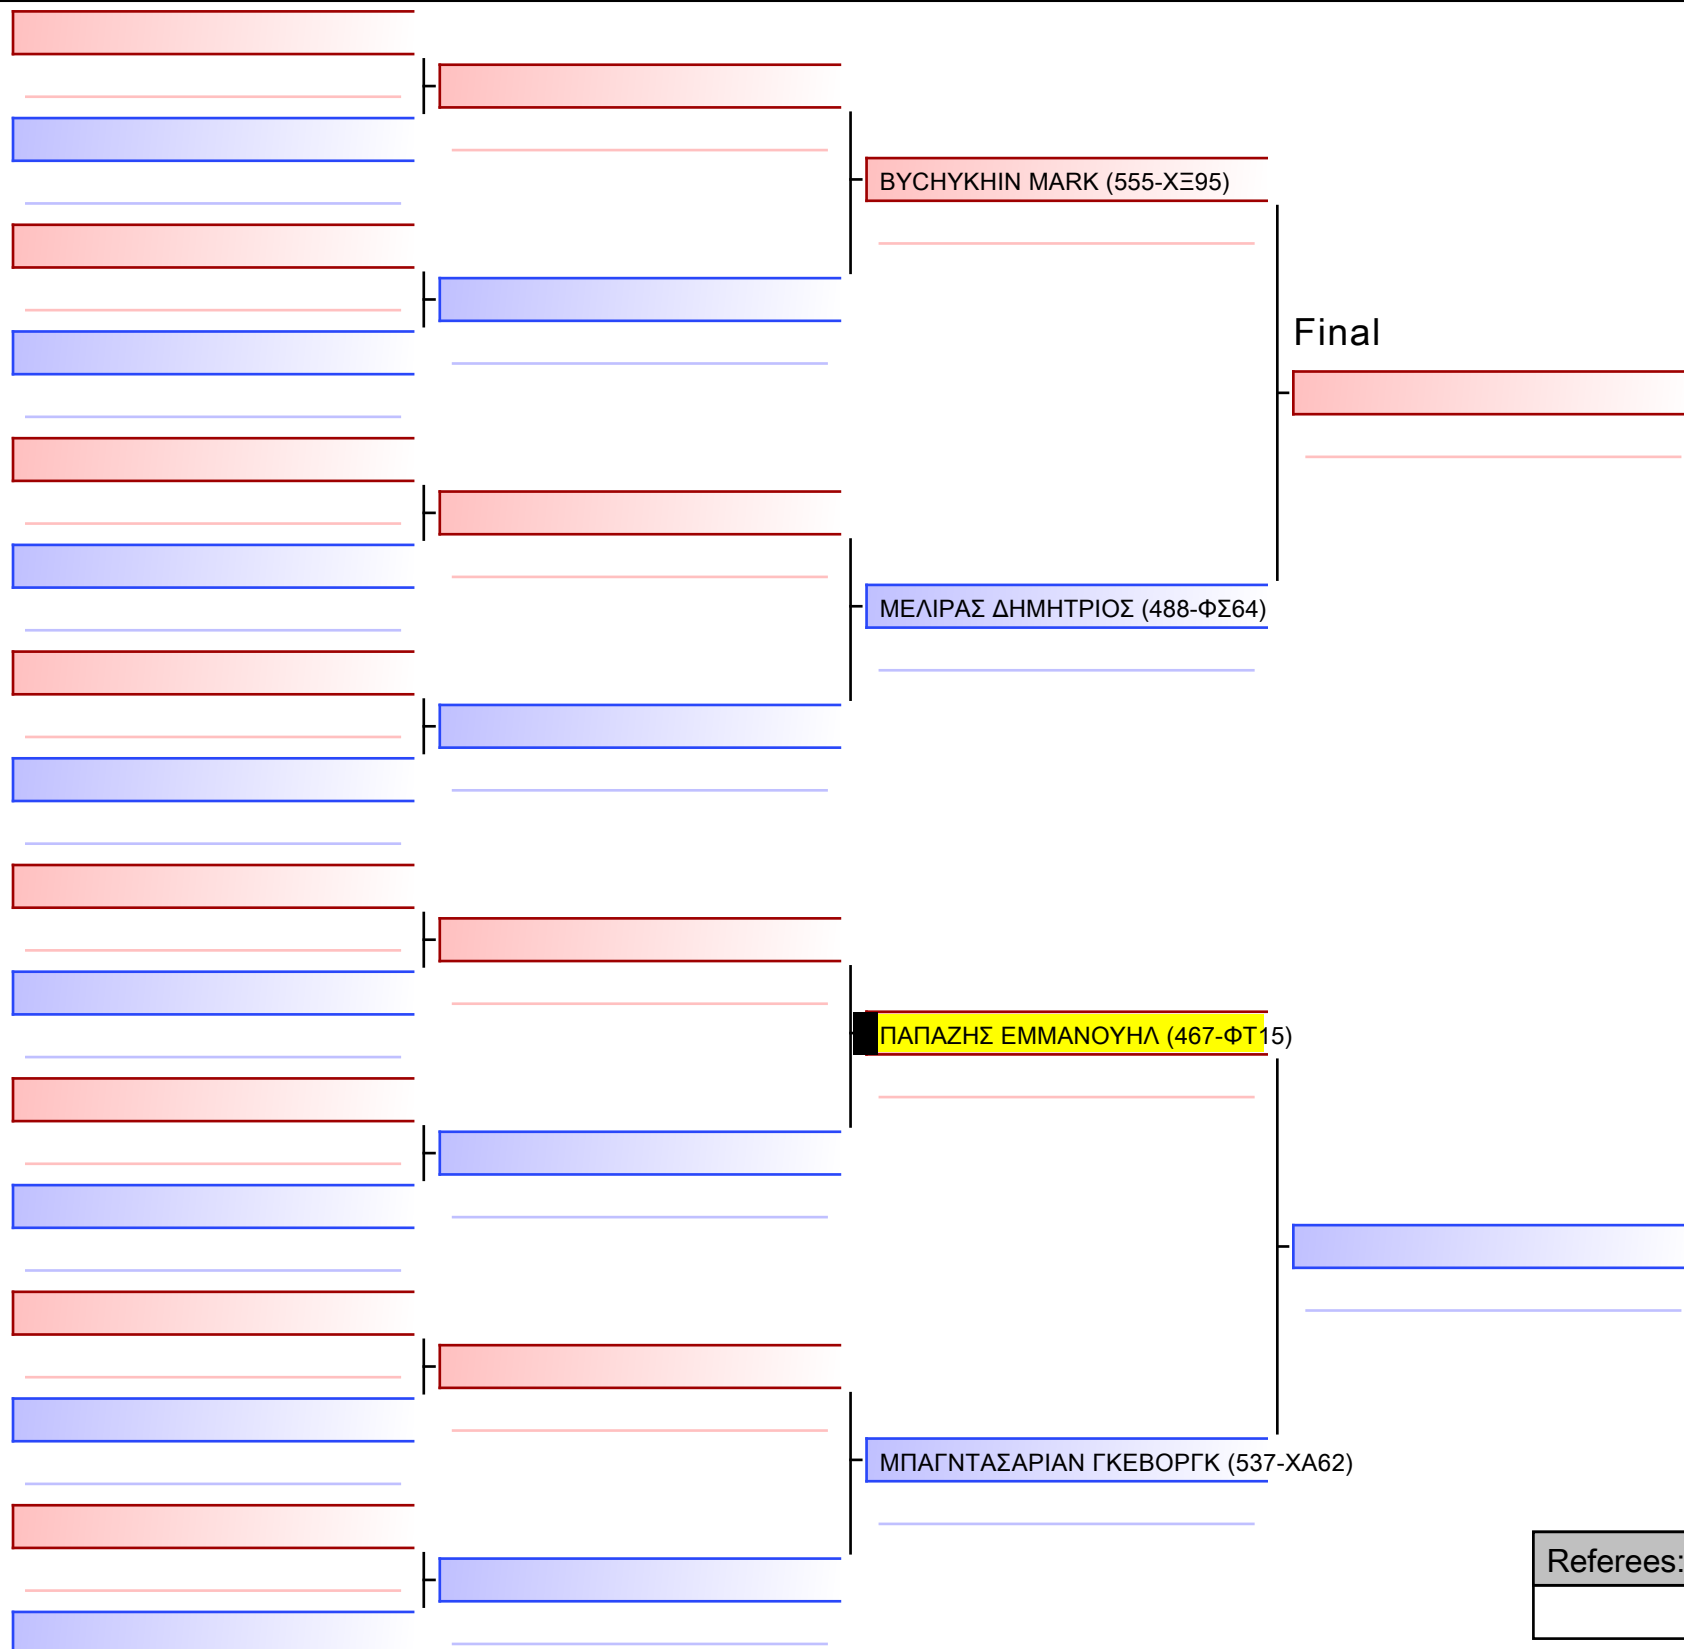 BYCHYKHIN MARK (555-ΧΞ95)
Final
ΜΕΛΙΡΑΣ ΔΗΜΗΤΡΙΟΣ (488-ΦΣ64)
ΠΑΠΑΖΗΣ ΕΜΜΑΝΟΥΗΛ (467-ΦΤ15)
ΜΠΑΓΝΤΑΣΑΡΙΑΝ ΓΚΕΒΟΡΓΚ (537-ΧΑ62)
Referees: